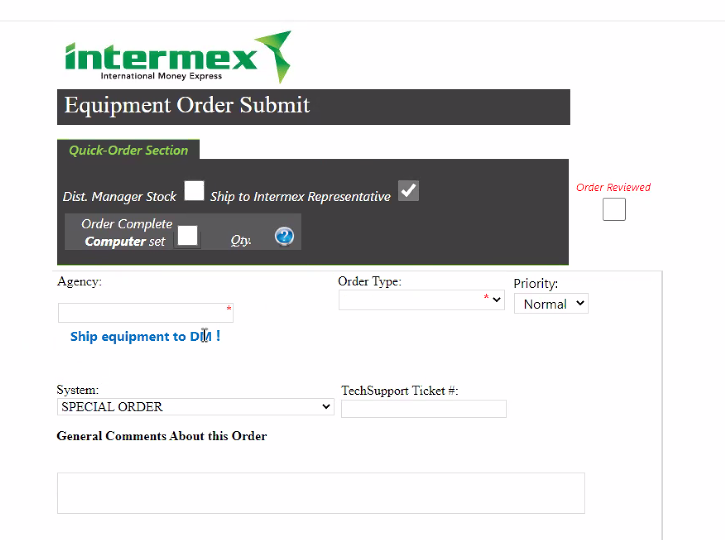 intermex
International Money Express
Equipment Order Submit
Quick-Order Section
Dist. Manager Stock Ship to Intermex Representative
Order Reviewed
Order Complete
Computer set Qty. ?
Agency: Order Type: Priority:
* * Normal
Ship equipment to DM !
System: TechSupport Ticket #:
SPECIAL ORDER
General Comments About this Order